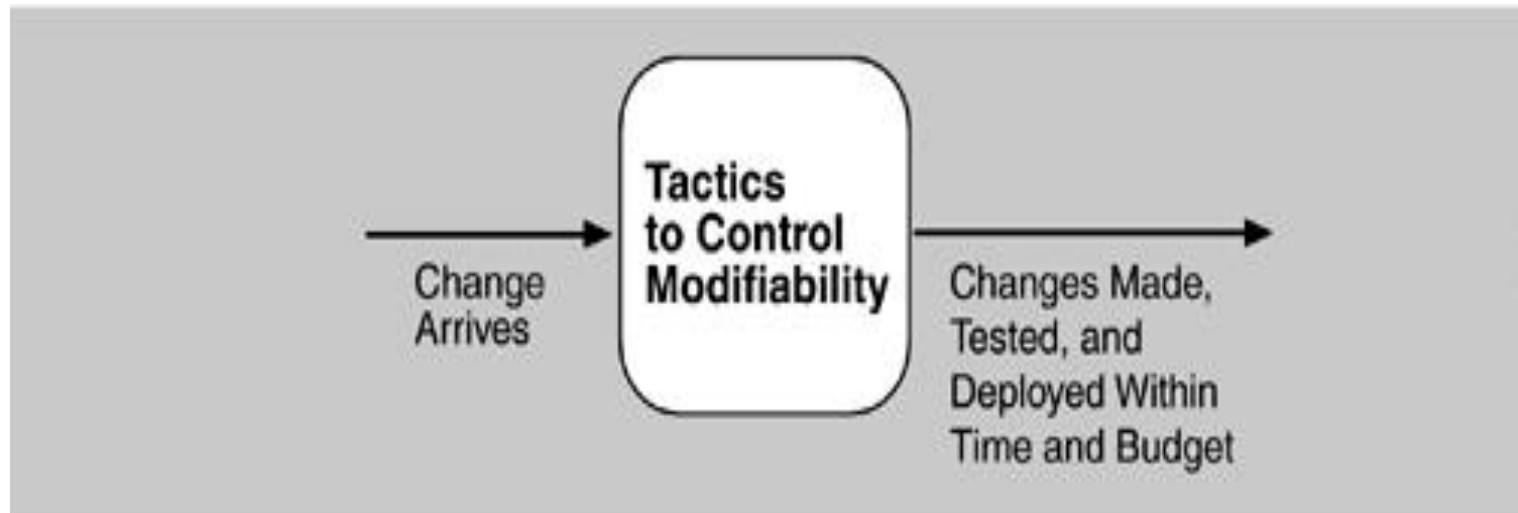 Change
Arrives
Tactics
to Control
Modifiability
Changes Made,
Tested, and
Deployed Within
Time and Budget